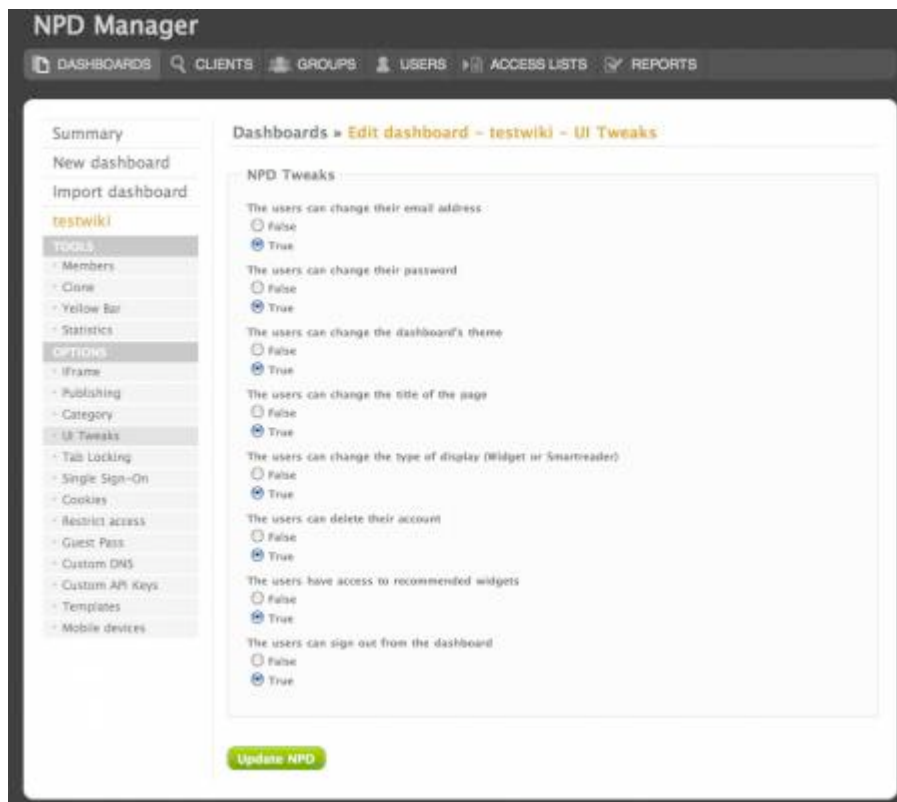 NPD Manager
DASHBOARDS CLIENTS GROUPS USERS ACCESS LISTS REPORTS
Summary
New dashboard
Import dashboard
testwiki
TOOLS
Members
Clone
Yellow Bar
Statistics
OPTIONS
iFrame
Publishing
Category
UI Tweaks
Tab Locking
Single Sign-On
Cookies
Restrict access
Guest Pass
Custom DNS
Custom API Keys
Templates
Mobile devices
Dashboards » Edit dashboard - testwiki - UI Tweaks
NPD Tweaks
The users can change their email address
False
True
The users can change their password
False
True
The users can change the dashboard's theme
False
True
The users can change the title of the page
False
True
The users can change the type of display (Widget or Smartreader)
False
True
The users can delete their account
False
True
The users have access to recommended widgets
False
True
The users can sign out from the dashboard
False
True
Update NPD